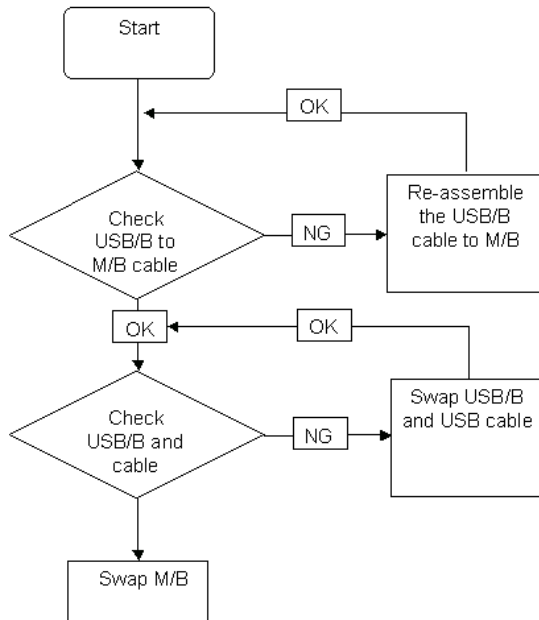 Start
OK
Check
USB/B to
M/B cable
NG
Re-assemble
the USB/B
cable to M/B
OK
OK
Check
USB/B and
cable
NG
Swap USB/B
and USB cable
Swap M/B